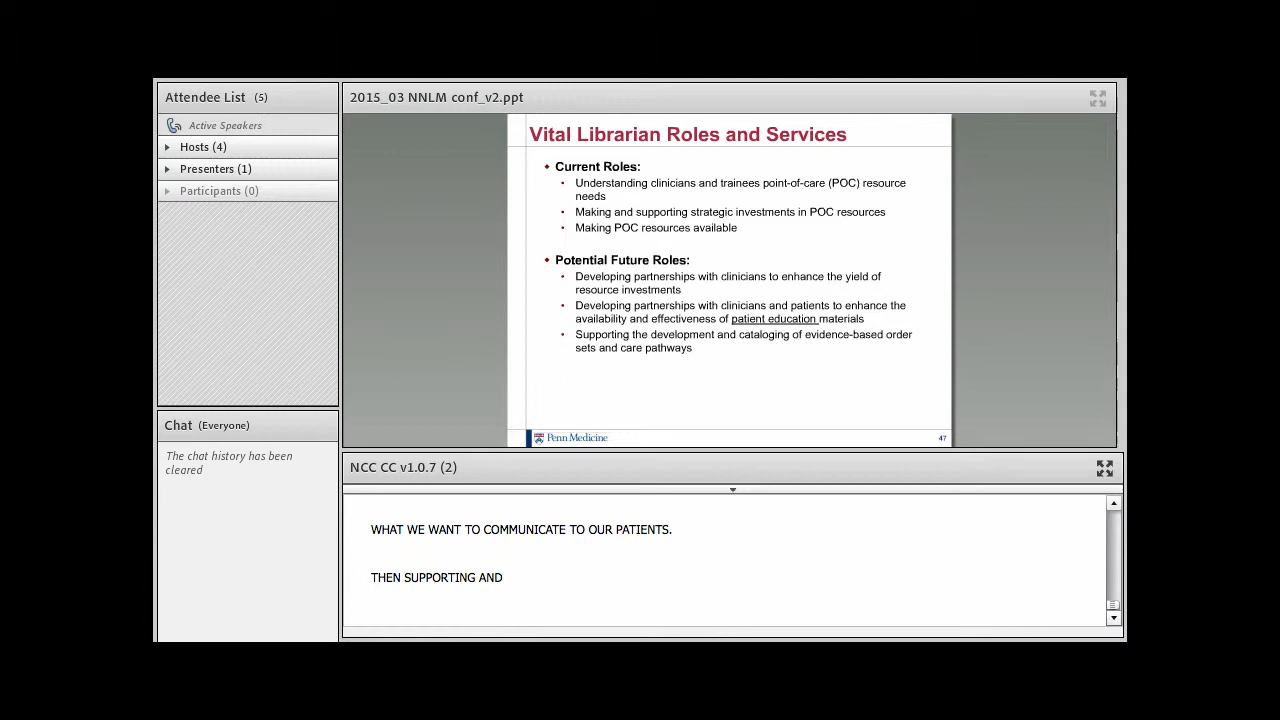 Attendee List (5)
Active Speakers
Hosts (4)
Presenters (1)
Participants (0)
Chat (Everyone)
The chat history has been
cleared
2015_03 NNLM conf_v2.ppt
Vital Librarian Roles and Services
Current Roles:
Understanding clinicians and trainees point-of-care (POC) resource
needs
Making and supporting strategic investments in POC resources
Making POC resources available
Potential Future Roles:
Developing partnerships with clinicians to enhance the yield of
resource investments
Developing partnerships with clinicians and patients to enhance the
availability and effectiveness of patient education materials
Supporting the development and cataloging of evidence-based order
sets and care pathways
Penn Medicine
47
NCC CC v1.0.7 (2)
WHAT WE WANT TO COMMUNICATE TO OUR PATIENTS.
THEN SUPPORTING AND